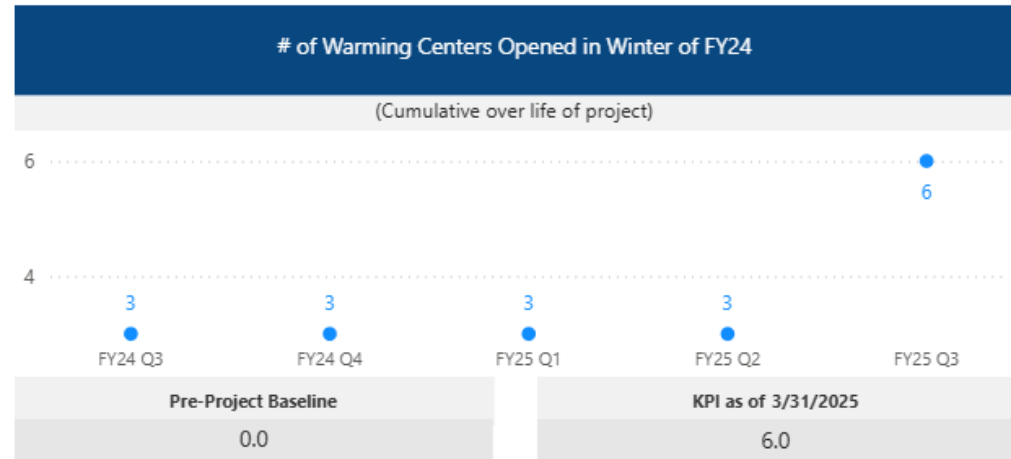 # of Warming Centers Opened in Winter of FY24
(Cumulative over life of project)
6
6
4
3 3 3 3
FY24 Q3 FY24 Q4 FY25 Q1 FY25 Q2 FY25 Q3
Pre-Project Baseline KPI as of 3/31/2025
0.0 6.0